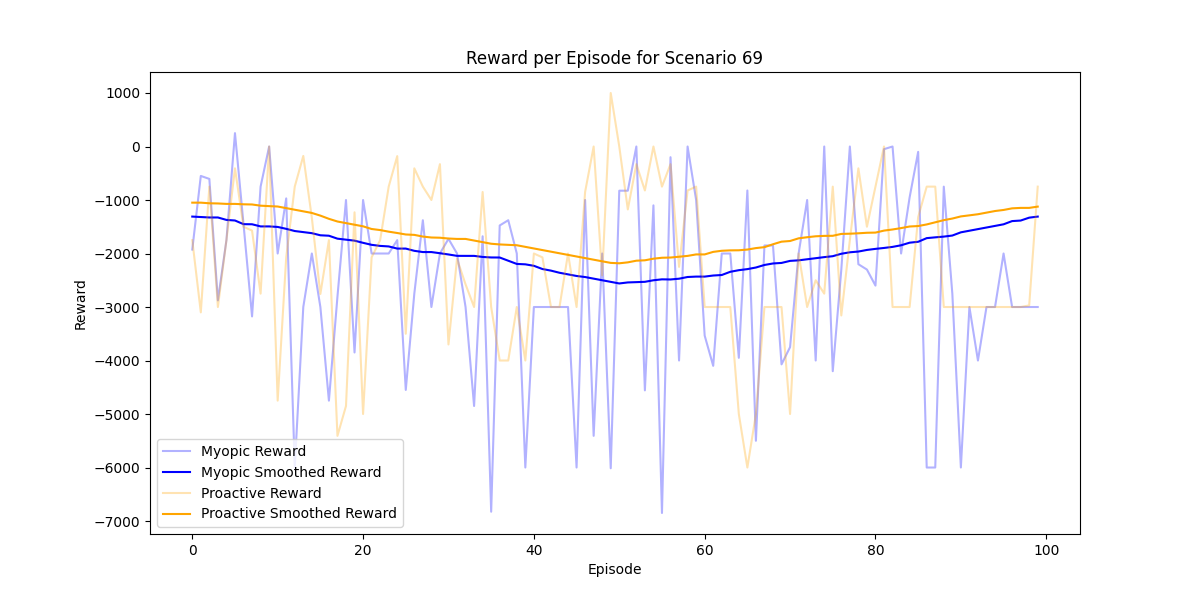 Reward per Episode for Scenario 69
1000
0
−1000
−2000
−3000
−4000
−5000
−6000
−7000
Reward
Myopic Reward
Myopic Smoothed Reward
Proactive Reward
Proactive Smoothed Reward
0 20 40 60 80 100
Episode